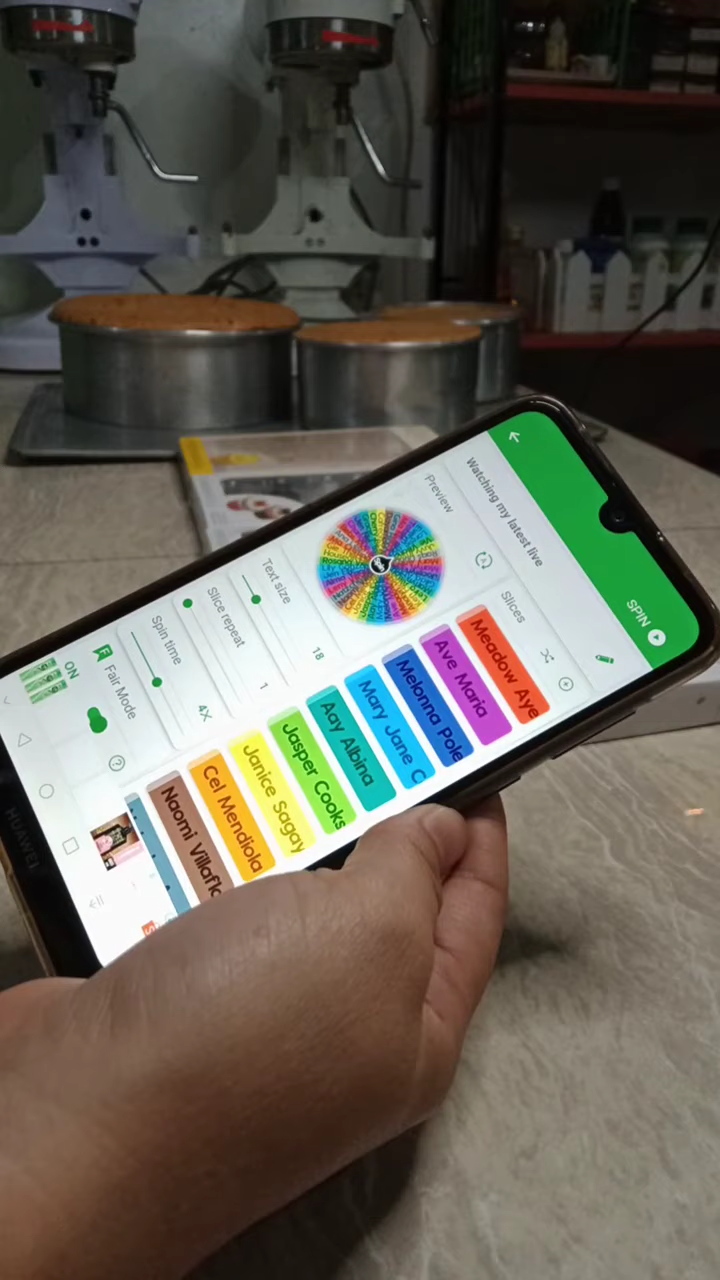 SPIN
Watching my latest live
Preview
Text size
18
Slice repeat
1
Spin time
4X
Fair Mode
ON
Slices
Meadow Aye
Ave Maria
Melonna Pole
Mary Jane C
Aay Albina
Jasper Cooks
Janice Sagay
Cel Mendiola
Naomi Villaflo
HUAWEI